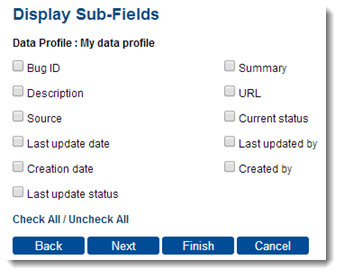 Display Sub-Fields
Data Profile : My data profile
Bug ID Summary
Description URL
Source Current status
Last update date Last updated by
Creation date Created by
Last update status
Check All / Uncheck All
Back Next Finish Cancel